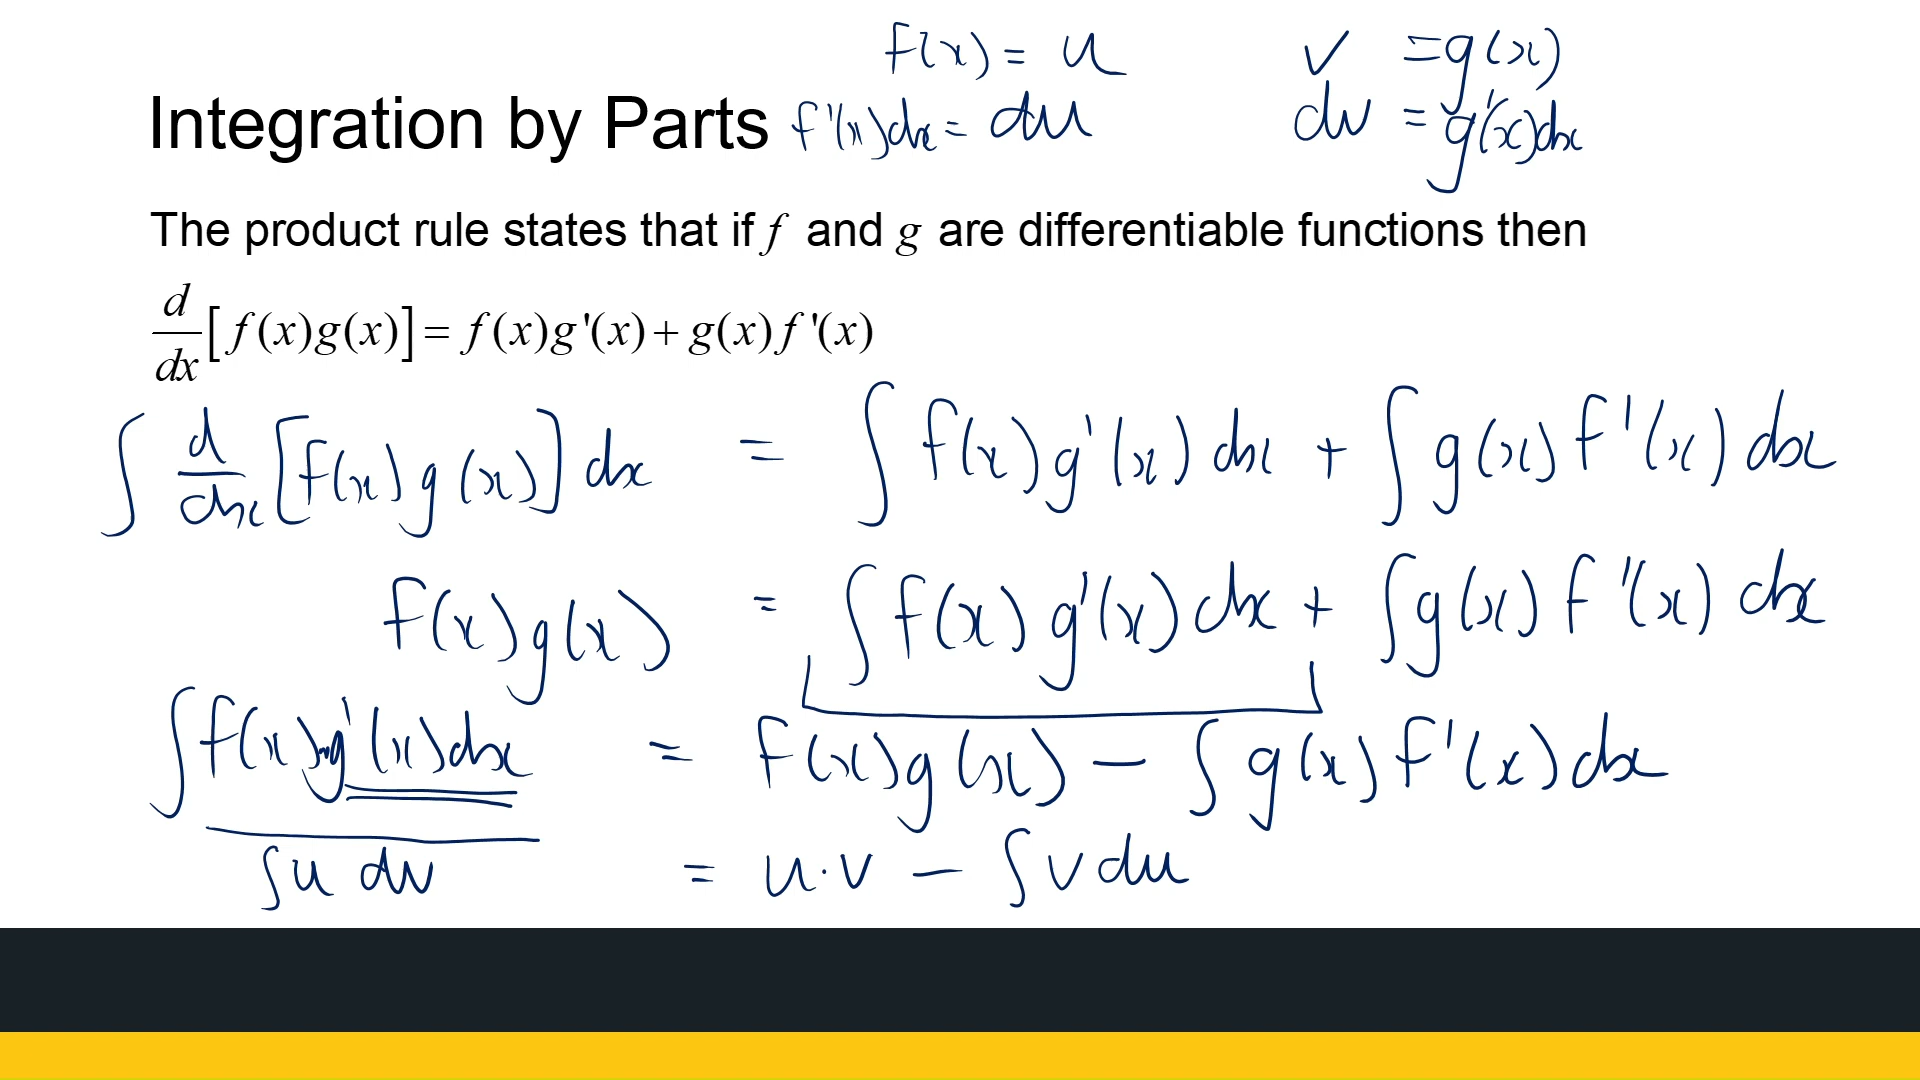 f(x) = u    v = g(x)
Integration by Parts f'(x)dx = du    dv = g'(x)dx
The product rule states that if f and g are differentiable functions then
d/dx [f(x)g(x)] = f(x)g'(x) + g(x)f'(x)
∫ d/dx [f(x)g(x)] dx = ∫ f(x)g'(x) dx + ∫ g(x)f'(x) dx
f(x)g(x) = ∫ f(x)g'(x) dx + ∫ g(x)f'(x) dx
∫ f(x)g'(x)dx = f(x)g(x) − ∫ g(x)f'(x)dx
∫ u dv = u·v − ∫ v du